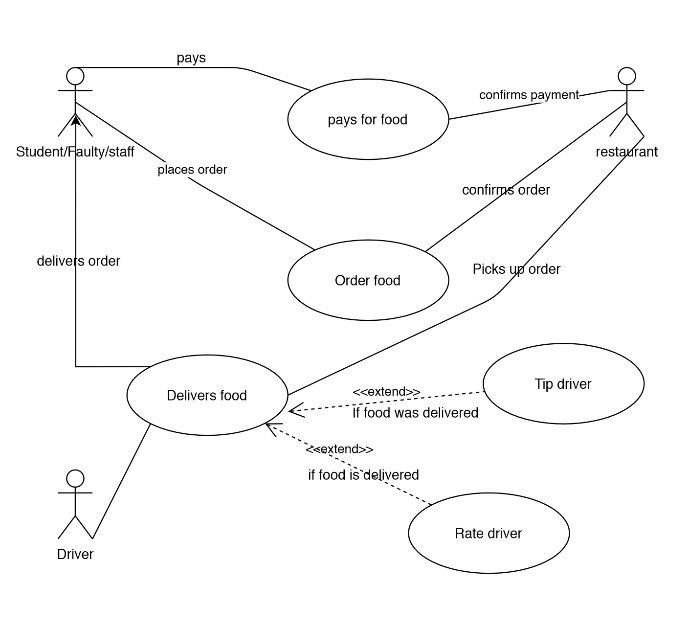 pays
confirms payment
pays for food
Student/Faulty/staff
restaurant
places order
confirms order
delivers order
Picks up order
Order food
Delivers food
Tip driver
<<extend>>
If food was delivered
<<extend>>
if food is delivered
Rate driver
Driver